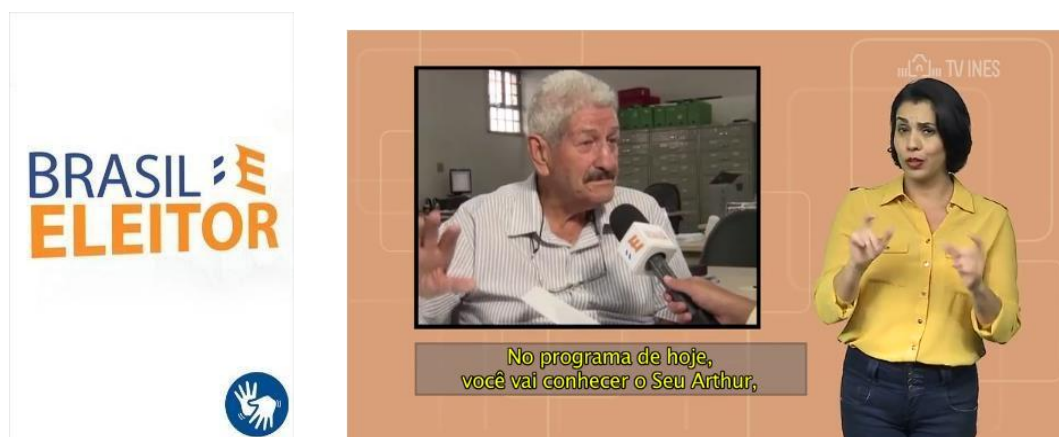 BRASIL
ELEITOR
TV INES
No programa de hoje,
você vai conhecer o Seu Arthur,